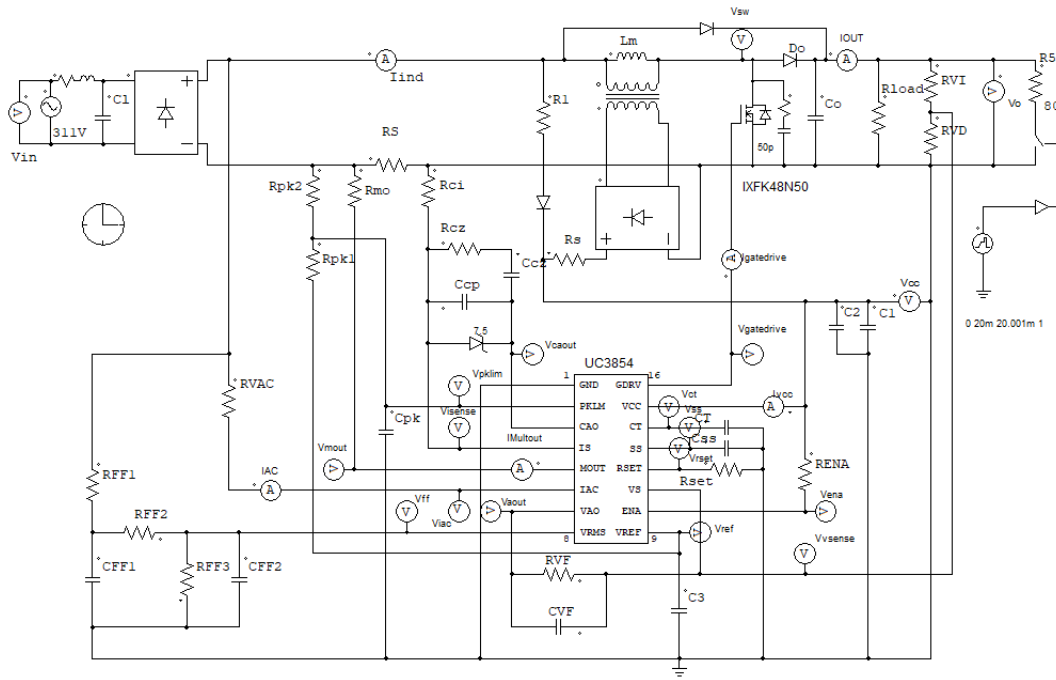 Vsw
Lm
Do
IOUT
A
V
A
Iind
R5
C1
311V
Vin
V
RS
R1
Co
Rload
RVI
RVD
V
Vo
80
50p
IXFK48N50
Rpk2
Rmo
Rci
Rcz
Ccz
Rs
Rpk1
Ccp
A
Igatedrive
Vcc
V
C2
C1
0 20m 20.001m 1
7.5
Vcaout
V
Vgatedrive
V
UC3854
1
16
GND
GDRV
PKLM
VCC
CAO
CT
IS
SS
MOUT
RSET
IAC
VS
VAO
ENA
VRMS
VREF
8
9
RVAC
Vpklim
V
Visense
V
Cpk
Vmout
V
IMultout
A
Vct
V
Vss
V
CT
Css
V
Vrset
Rset
Ivcc
A
RENA
Vena
V
IAC
A
RFF1
RFF2
Vff
V
Viac
V
Vaout
V
Vref
V
Vvsense
V
CFF1
RFF3
CFF2
RVF
CVF
C3